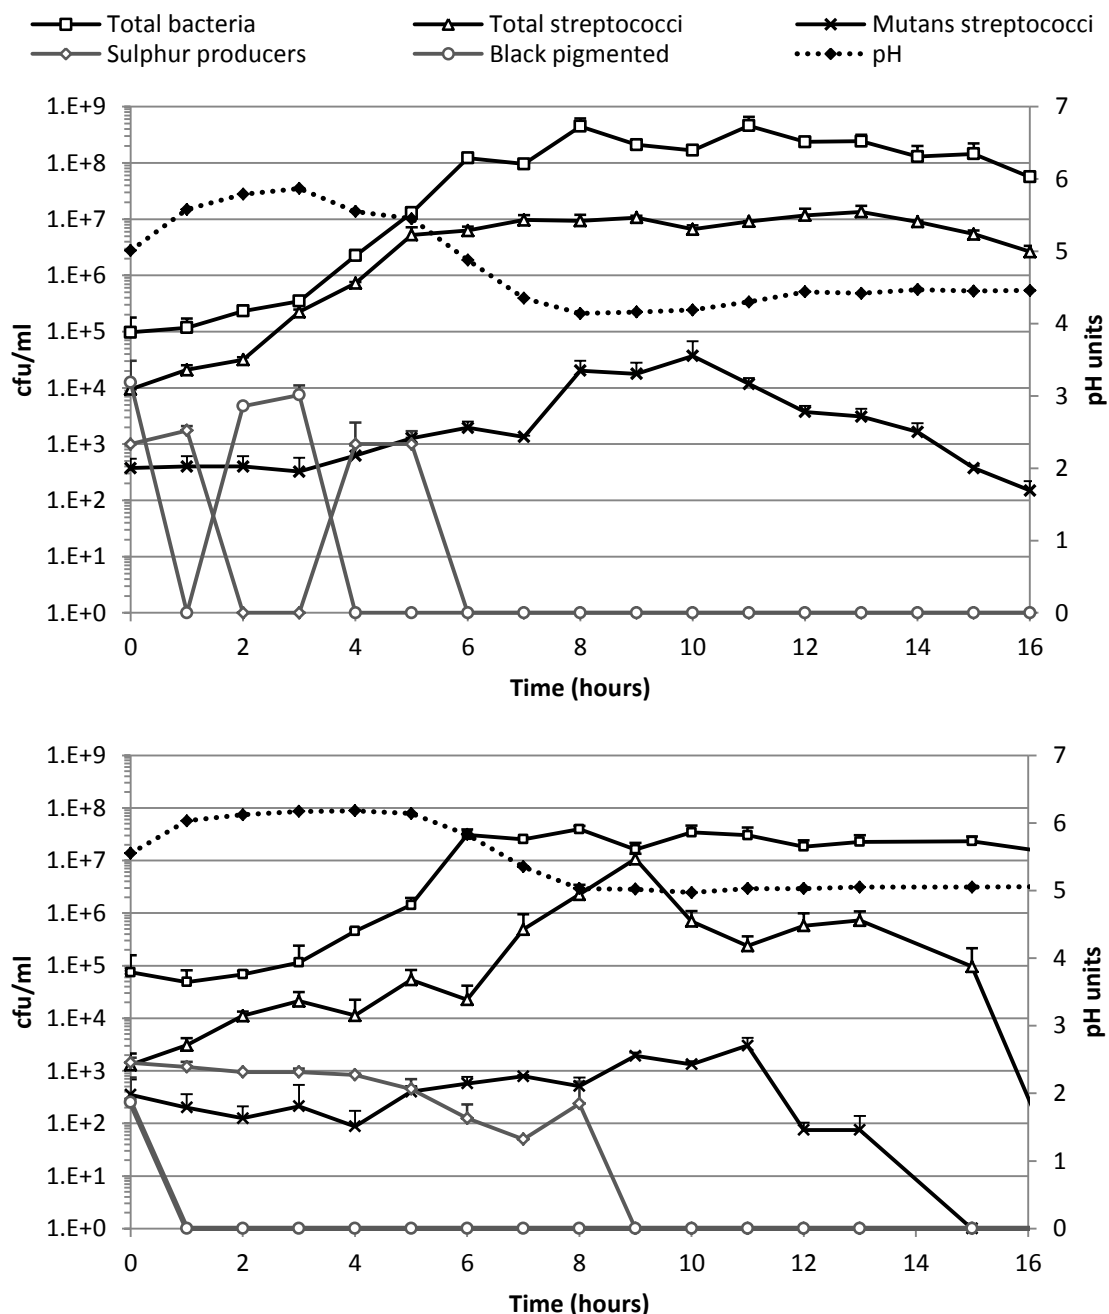 Total bacteria Total streptococci Mutans streptococci
Sulphur producers Black pigmented pH
1.E+9 7
1.E+8 6
1.E+7
1.E+6 5
1.E+5 4
1.E+4 3
1.E+3 2
1.E+2
1.E+1 1
1.E+0 0
cfu/ml
pH units
0 2 4 6 8 10 12 14 16
Time (hours)
1.E+9 7
1.E+8 6
1.E+7
1.E+6 5
1.E+5 4
1.E+4 3
1.E+3 2
1.E+2
1.E+1 1
1.E+0 0
cfu/ml
pH units
0 2 4 6 8 10 12 14 16
Time (hours)